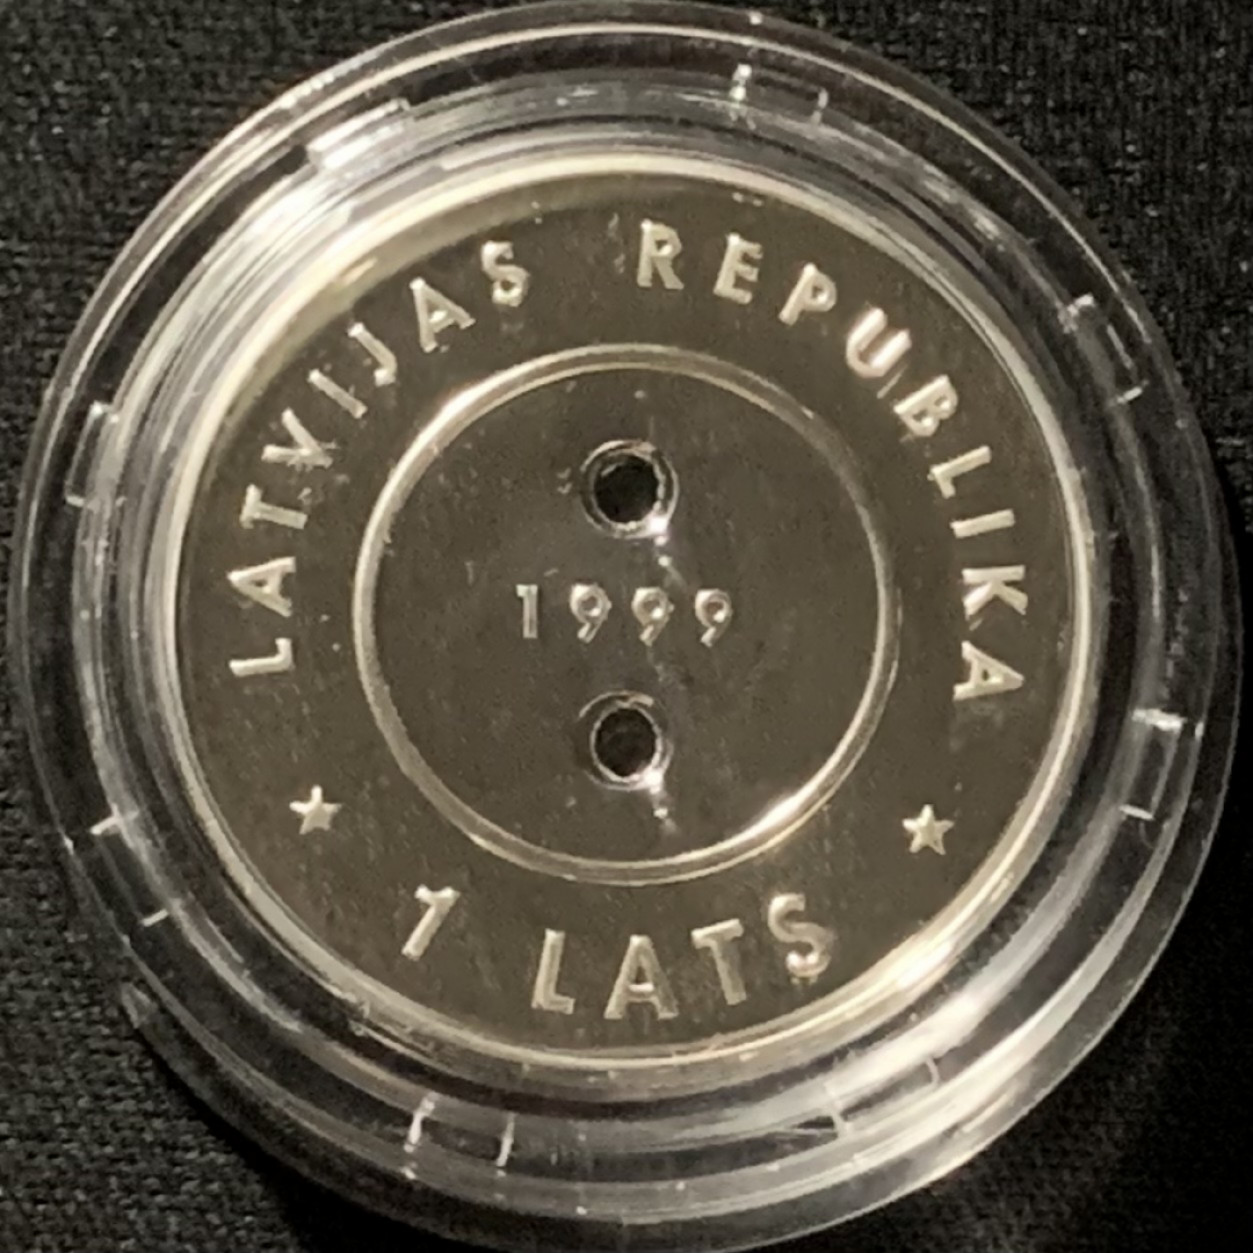 LATVIJAS REPUBLIKA
1999
1 LATS